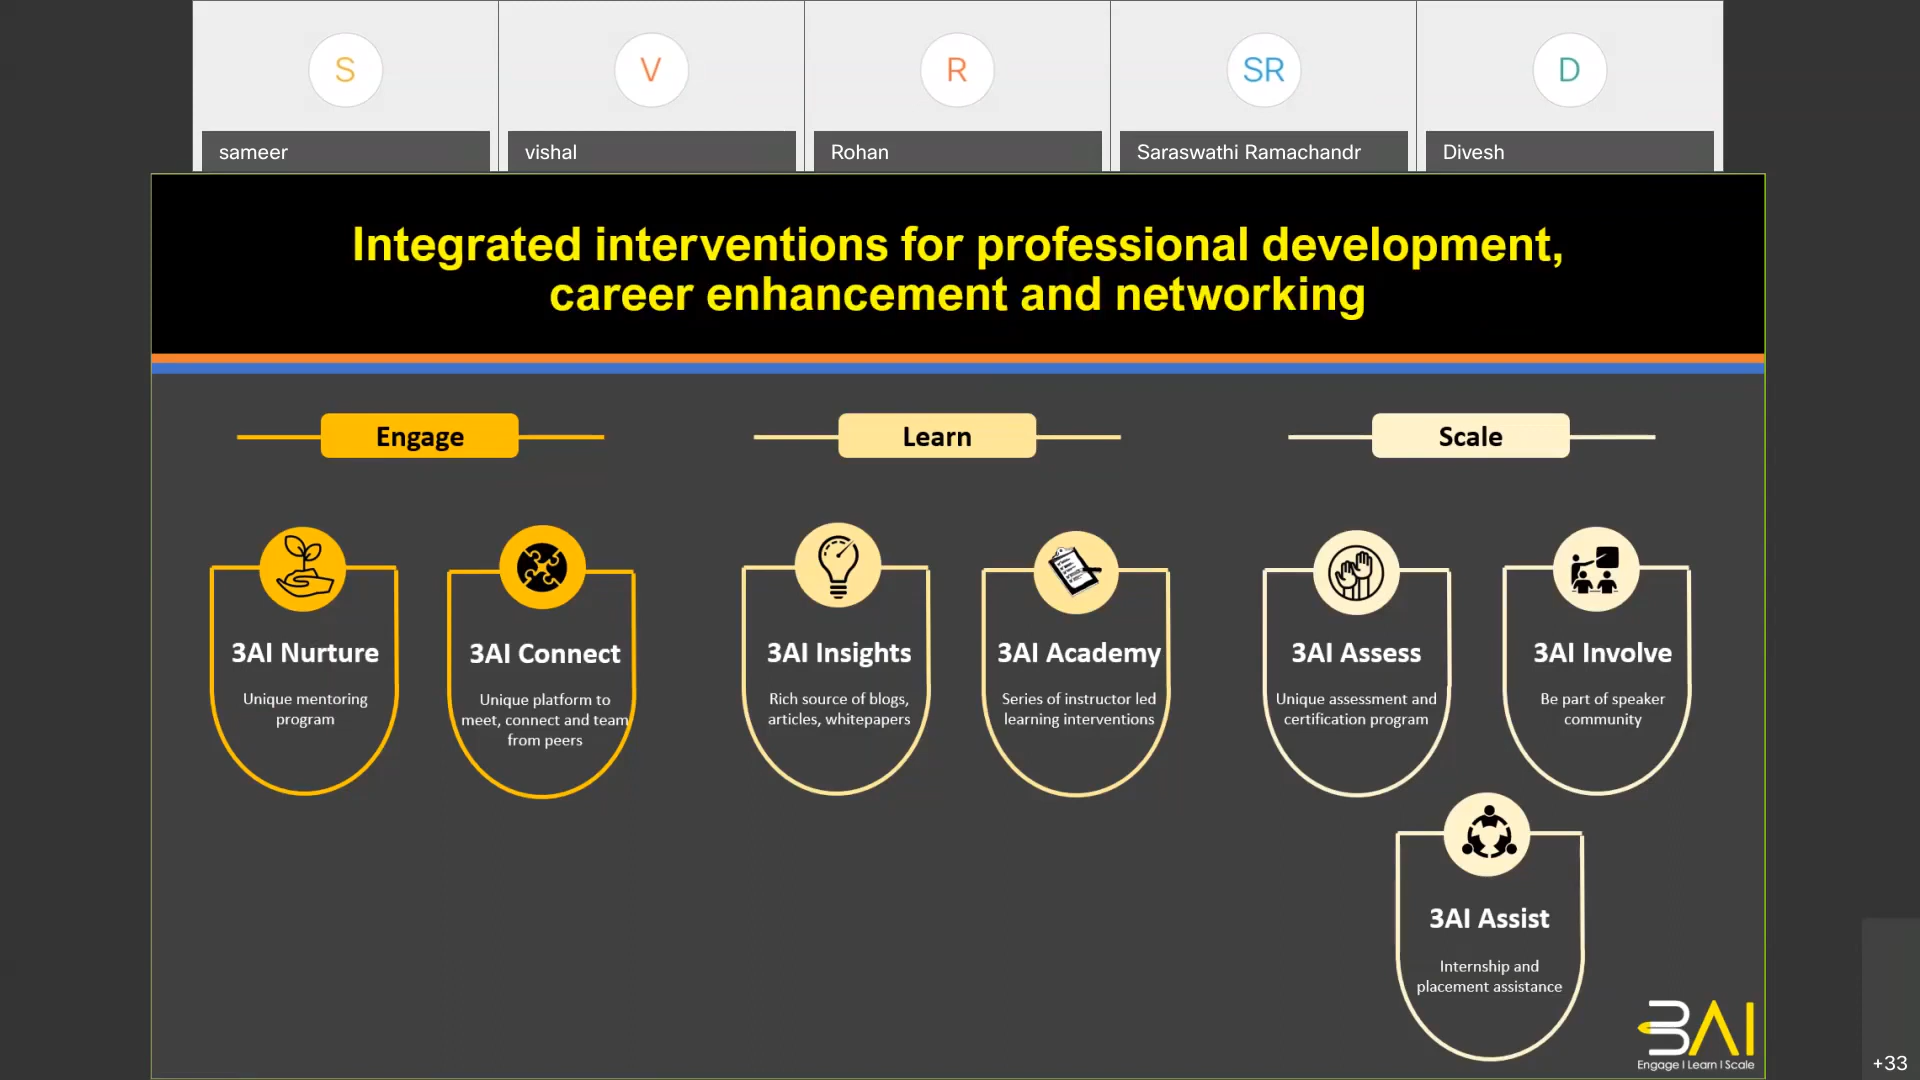 S
V
R
SR
D
sameer
vishal
Rohan
Saraswathi Ramachandr
Divesh
Integrated interventions for professional development,
career enhancement and networking
Engage
Learn
Scale
3AI Nurture
Unique mentoring
program
3AI Connect
Unique platform to
meet, connect and team
from peers
3AI Insights
Rich source of blogs,
articles, whitepapers
3AI Academy
Series of instructor led
learning interventions
3AI Assess
Unique assessment and
certification program
3AI Involve
Be part of speaker
community
3AI Assist
Internship and
placement assistance
3AI
Engage I Learn I Scale
+33